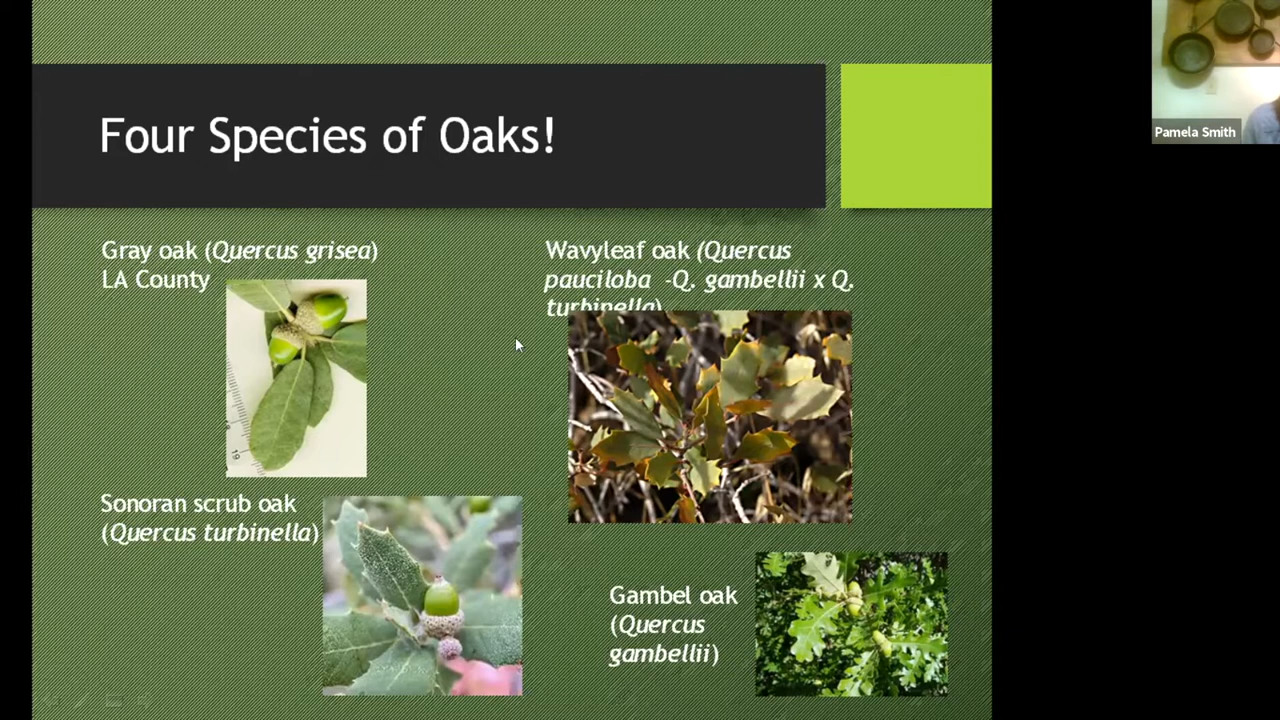 Four Species of Oaks!
Gray oak (Quercus grisea)
LA County
Wavyleaf oak (Quercus
pauciloba -Q. gambellii x Q.
turbinella)
Sonoran scrub oak
(Quercus turbinella)
Gambel oak
(Quercus
gambellii)
Pamela Smith
19